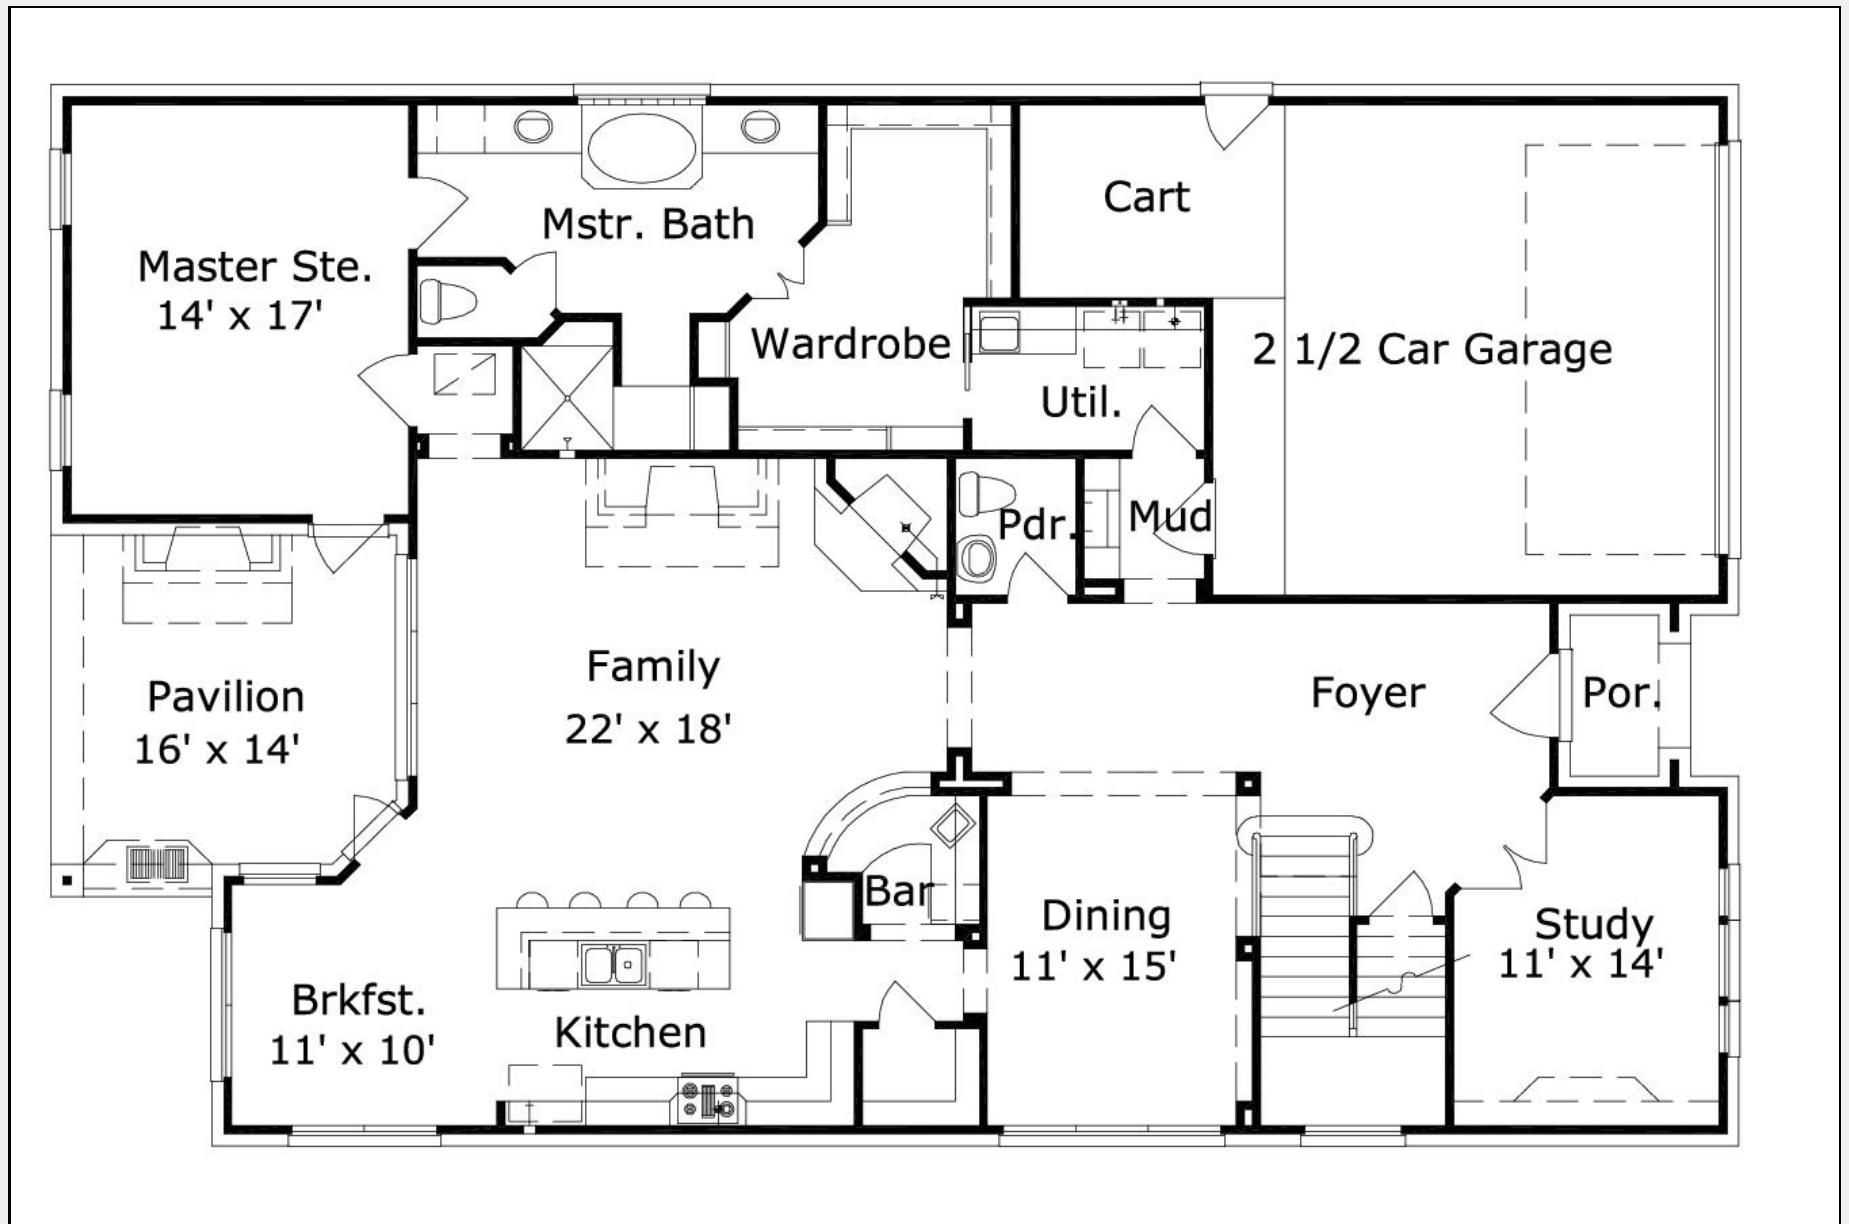 Master Ste.
14' x 17'
Mstr. Bath
Wardrobe
Cart
2 1/2 Car Garage
Util.
Pdr.
Mud
Pavilion
16' x 14'
Family
22' x 18'
Foyer
Por.
Bar
Dining
11' x 15'
Study
11' x 14'
Brkfst.
11' x 10'
Kitchen